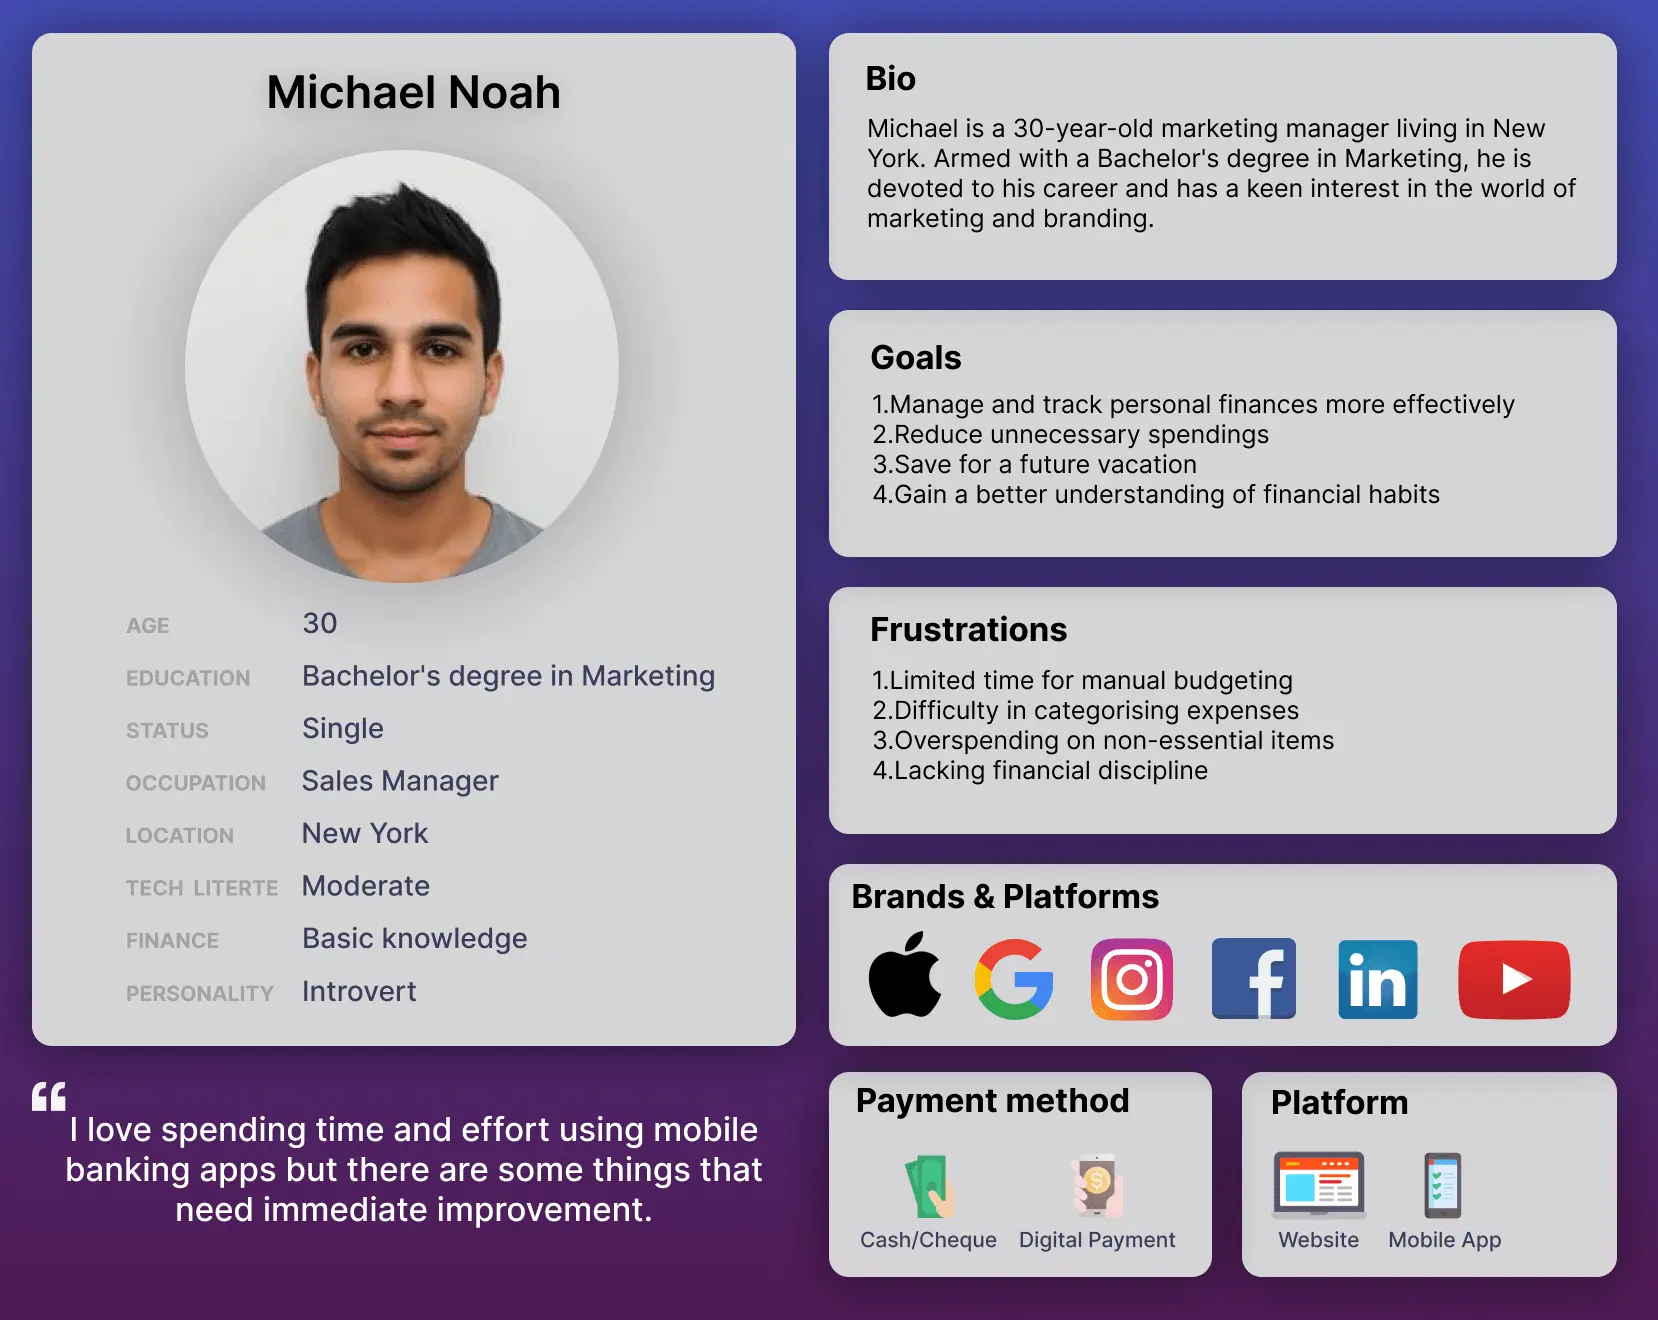 Michael Noah
AGE 30
EDUCATION Bachelor's degree in Marketing
STATUS Single
OCCUPATION Sales Manager
LOCATION New York
TECH LITERTE Moderate
FINANCE Basic knowledge
PERSONALITY Introvert
“
I love spending time and effort using mobile
banking apps but there are some things that
need immediate improvement.
Bio
Michael is a 30-year-old marketing manager living in New
York. Armed with a Bachelor's degree in Marketing, he is
devoted to his career and has a keen interest in the world of
marketing and branding.
Goals
1.Manage and track personal finances more effectively
2.Reduce unnecessary spendings
3.Save for a future vacation
4.Gain a better understanding of financial habits
Frustrations
1.Limited time for manual budgeting
2.Difficulty in categorising expenses
3.Overspending on non-essential items
4.Lacking financial discipline
Brands & Platforms
G f in
Payment method
$
Cash/Cheque Digital Payment
Platform
Website Mobile App